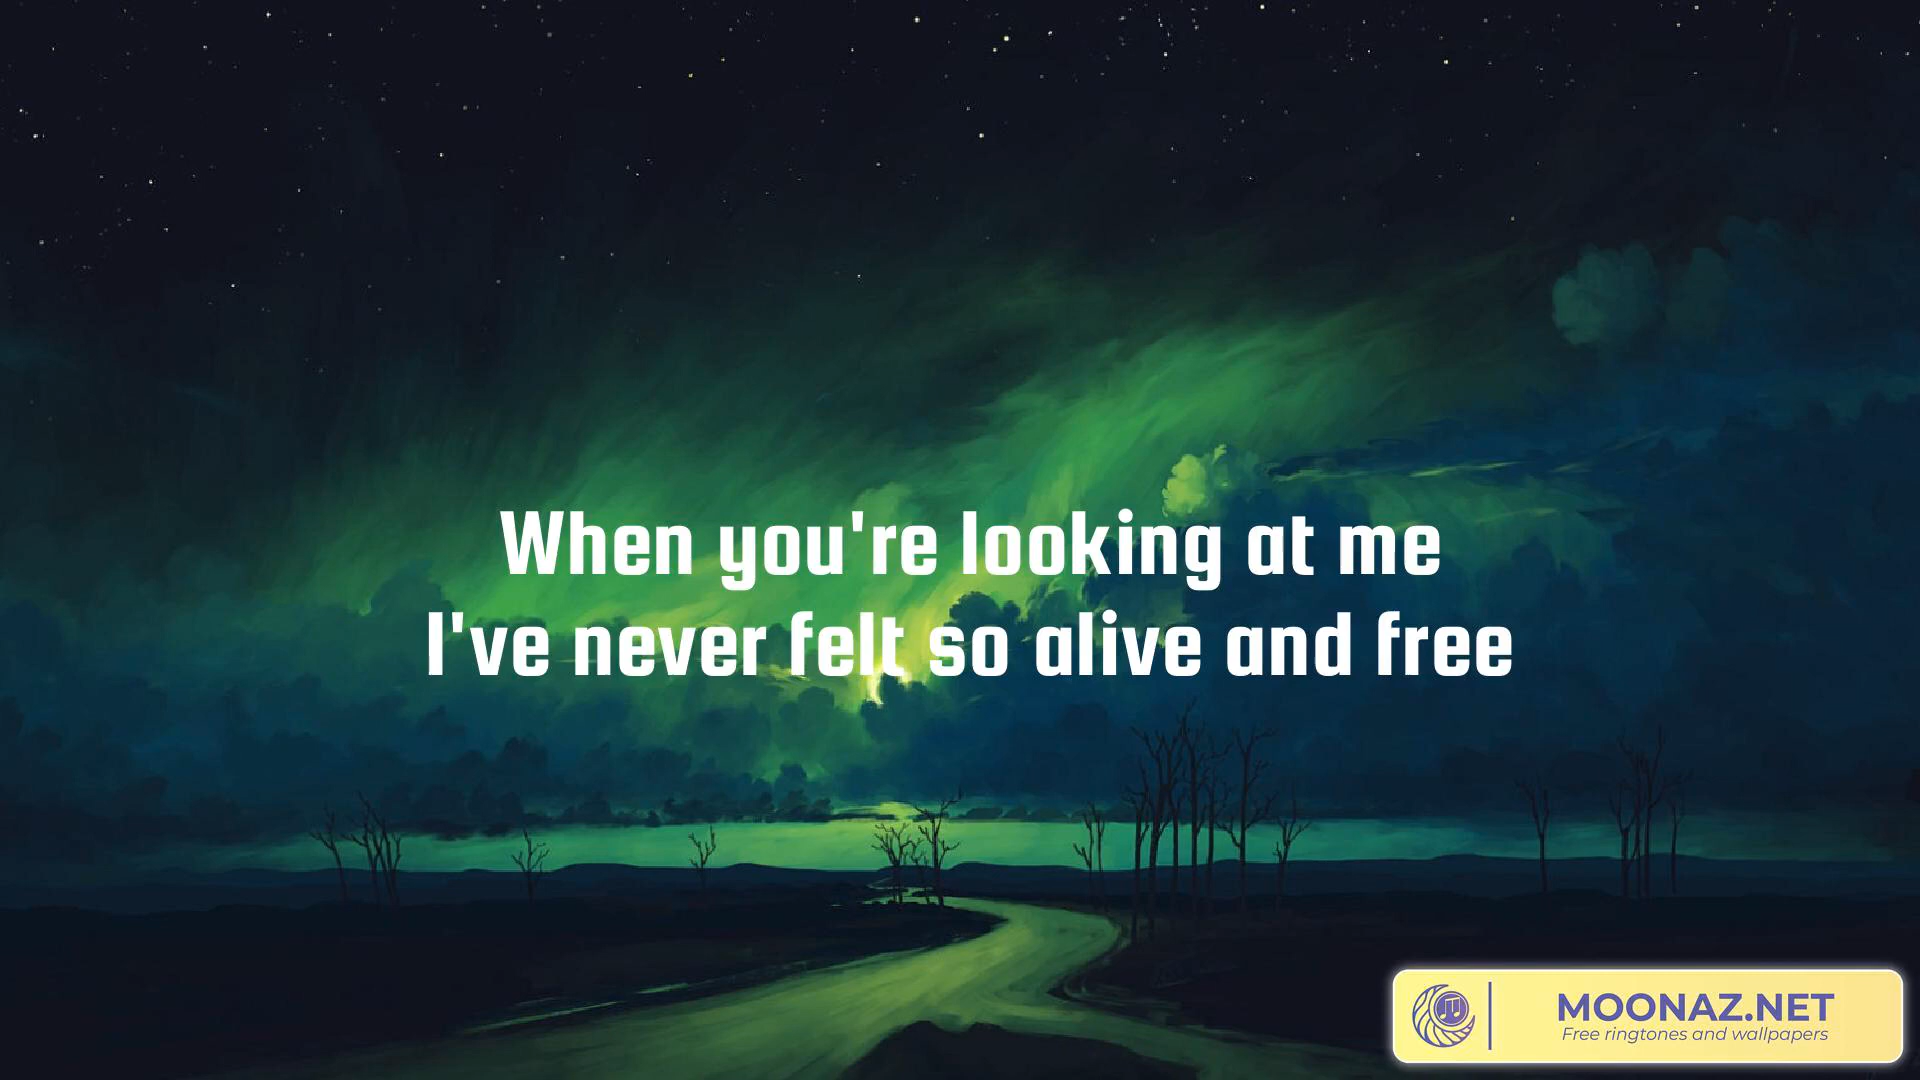 When you're looking at me
I've never felt so alive and free
MOONAZ.NET
Free ringtones and wallpapers